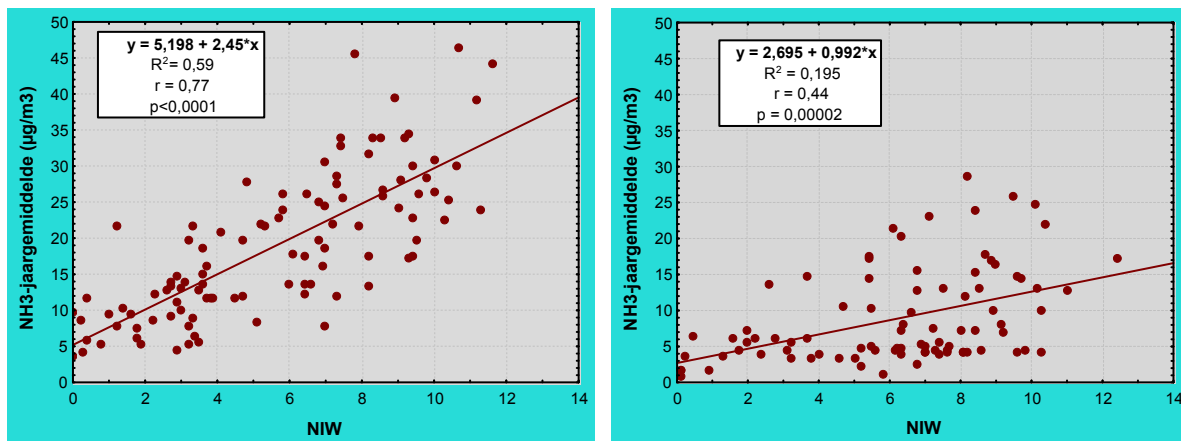 NH3-jaargemiddelde (µg/m3)
50
45
40
35
30
25
20
15
10
5
0
y = 5,198 + 2,45*x
R²= 0,59
r = 0,77
p<0,0001
0 2 4 6 8 10 12 14
NIW
NH3-jaargemiddelde (µg/m3)
50
45
40
35
30
25
20
15
10
5
0
y = 2,695 + 0,992*x
R² = 0,195
r = 0,44
p = 0,00002
0 2 4 6 8 10 12 14
NIW